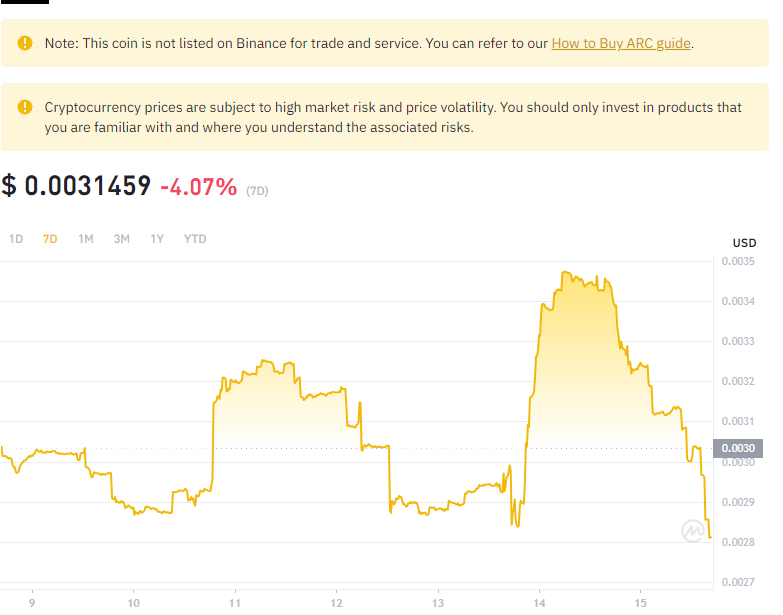 Note: This coin is not listed on Binance for trade and service. You can refer to our How to Buy ARC guide.
Cryptocurrency prices are subject to high market risk and price volatility. You should only invest in products that
you are familiar with and where you understand the associated risks.
$ 0.0031459 -4.07% (7D)
1D 7D 1M 3M 1Y YTD
USD
0.0035
0.0034
0.0033
0.0032
0.0031
0.0030
0.0030
0.0029
0.0028
0.0027
9 10 11 12 13 14 15